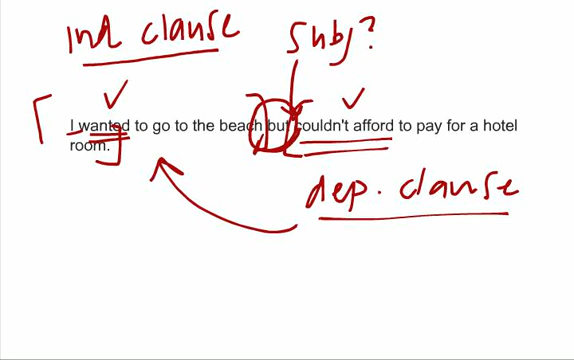 Ind clause
Subj?
I wanted to go to the beach but couldn't afford to pay for a hotel
room.
dep. clause